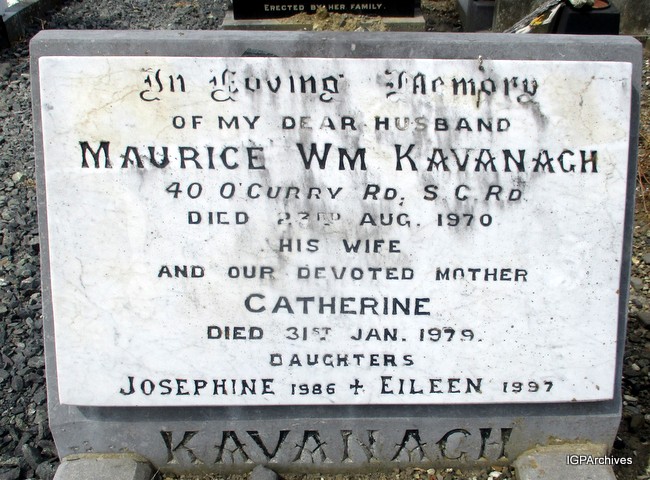 ERECTED BY HER FAMILY.
In Loving Memory
OF MY DEAR HUSBAND
MAURICE WM KAVANAGH
40 O'CURRY RD, S.C.RD
DIED 23RD AUG. 1970
HIS WIFE
AND OUR DEVOTED MOTHER
CATHERINE
DIED 31ST JAN. 1979.
DAUGHTERS
JOSEPHINE 1986 + EILEEN 1997
KAVANAGH
IGPArchives